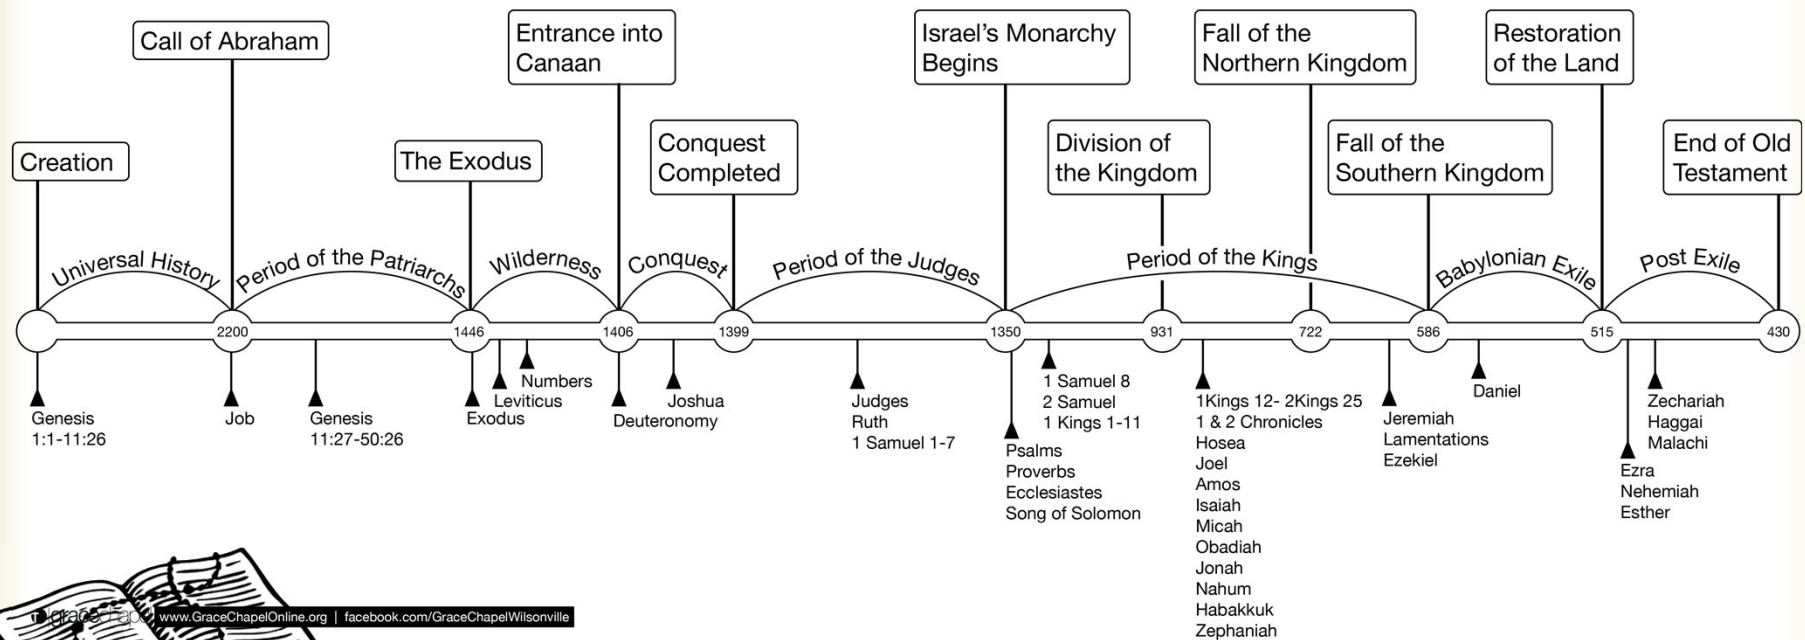 Call of Abraham
Entrance into
Canaan
Israel's Monarchy
Begins
Fall of the
Northern Kingdom
Restoration
of the Land
Creation
The Exodus
Conquest
Completed
Division of
the Kingdom
Fall of the
Southern Kingdom
End of Old
Testament
Universal History
Period of the Patriarchs
Wilderness
Conquest
Period of the Judges
Period of the Kings
Babylonian Exile
Post Exile
2200
1446
1406
1399
1350
931
722
586
515
430
Genesis
1:1-11:26
Job
Genesis
11:27-50:26
Exodus
Leviticus
Numbers
Deuteronomy
Joshua
Judges
Ruth
1 Samuel 1-7
Psalms
Proverbs
Ecclesiastes
Song of Solomon
1 Samuel 8
2 Samuel
1 Kings 1-11
1Kings 12- 2Kings 25
1 & 2 Chronicles
Hosea
Joel
Amos
Isaiah
Micah
Obadiah
Jonah
Nahum
Habakkuk
Zephaniah
Jeremiah
Lamentations
Ezekiel
Daniel
Ezra
Nehemiah
Esther
Zechariah
Haggai
Malachi
gracechapel
www.GraceChapelOnline.org | facebook.com/GraceChapelWilsonville